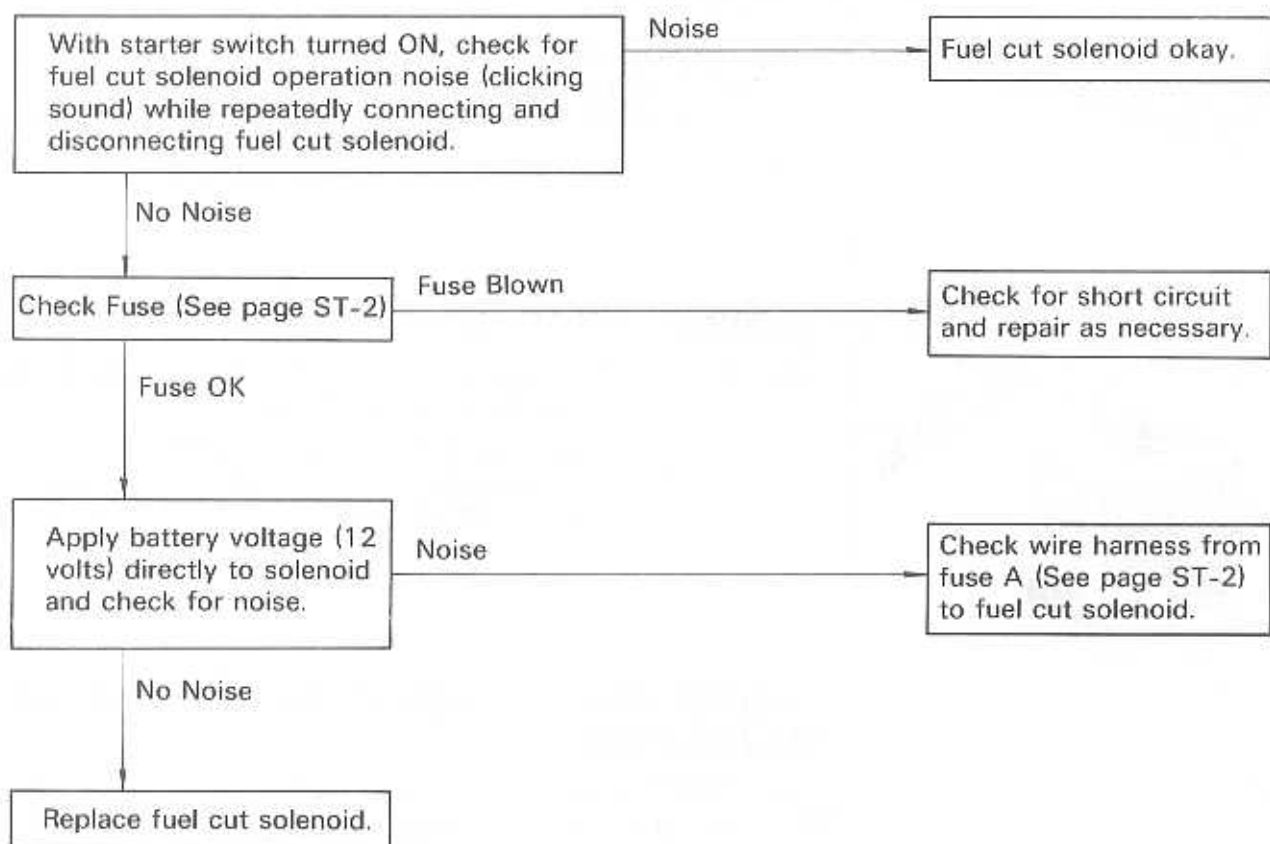 With starter switch turned ON, check for
fuel cut solenoid operation noise (clicking
sound) while repeatedly connecting and
disconnecting fuel cut solenoid.
Noise
Fuel cut solenoid okay.
No Noise
Check Fuse (See page ST-2)
Fuse Blown
Check for short circuit
and repair as necessary.
Fuse OK
Apply battery voltage (12
volts) directly to solenoid
and check for noise.
Noise
Check wire harness from
fuse A (See page ST-2)
to fuel cut solenoid.
No Noise
Replace fuel cut solenoid.